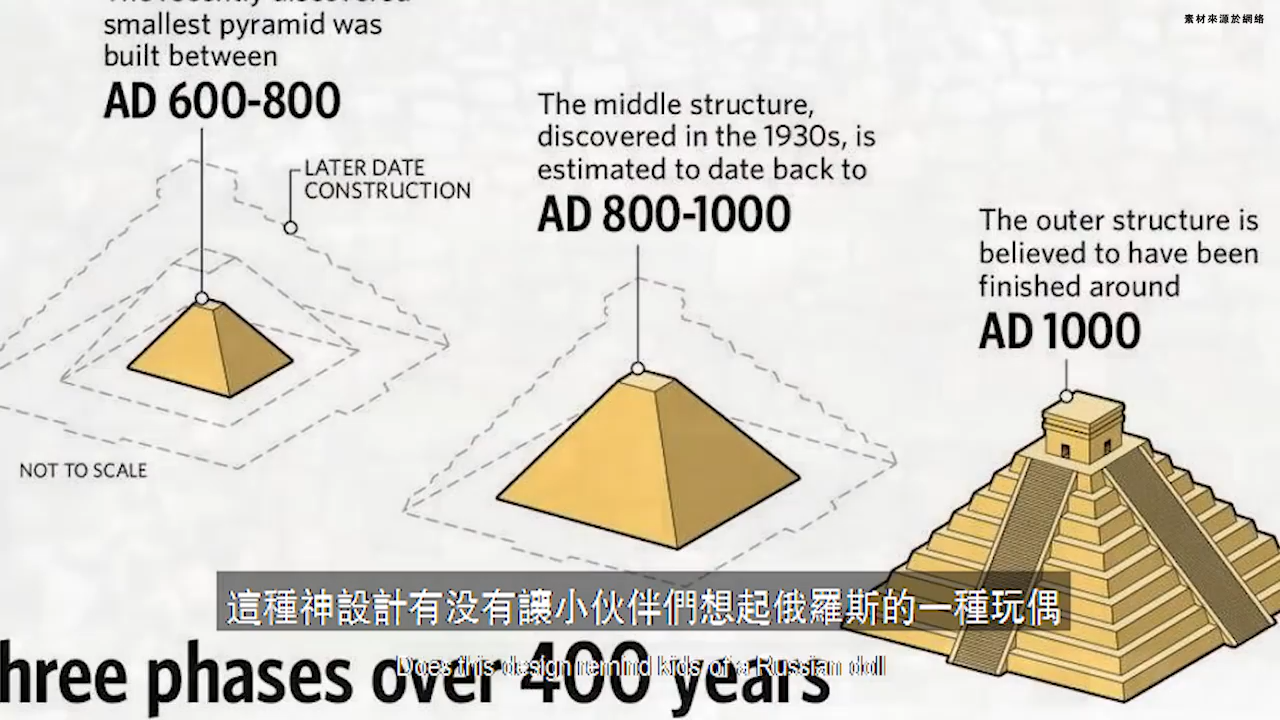 素材來源於網絡
smallest pyramid was
built between
AD 600-800
LATER DATE
CONSTRUCTION
NOT TO SCALE
The middle structure,
discovered in the 1930s, is
estimated to date back to
AD 800-1000
The outer structure is
believed to have been
finished around
AD 1000
這種神設計有没有讓小伙伴們想起俄羅斯的一種玩偶
Does this design remind kids of a Russian doll
hree phases over 400 years